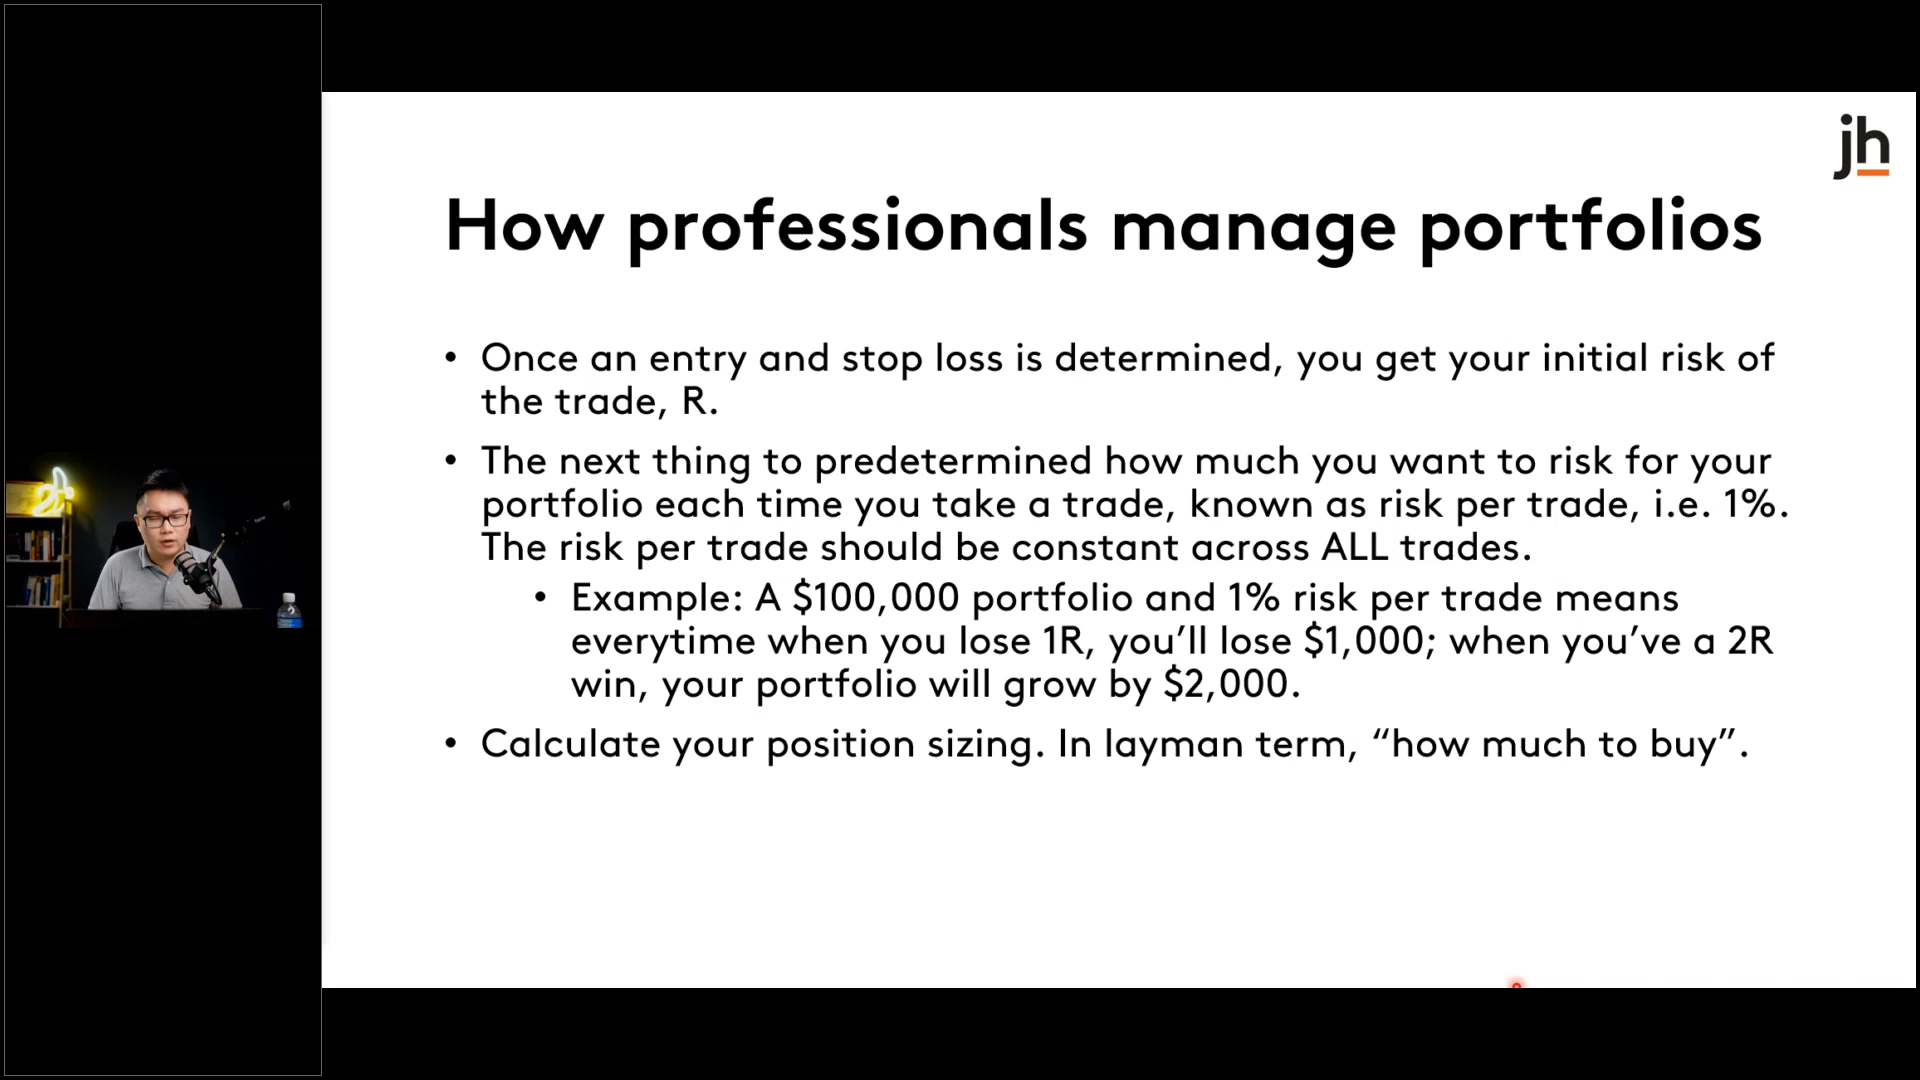 jh
How professionals manage portfolios
• Once an entry and stop loss is determined, you get your initial risk of
the trade, R.
• The next thing to predetermined how much you want to risk for your
portfolio each time you take a trade, known as risk per trade, i.e. 1%.
The risk per trade should be constant across ALL trades.
• Example: A $100,000 portfolio and 1% risk per trade means
everytime when you lose 1R, you’ll lose $1,000; when you’ve a 2R
win, your portfolio will grow by $2,000.
• Calculate your position sizing. In layman term, “how much to buy”.